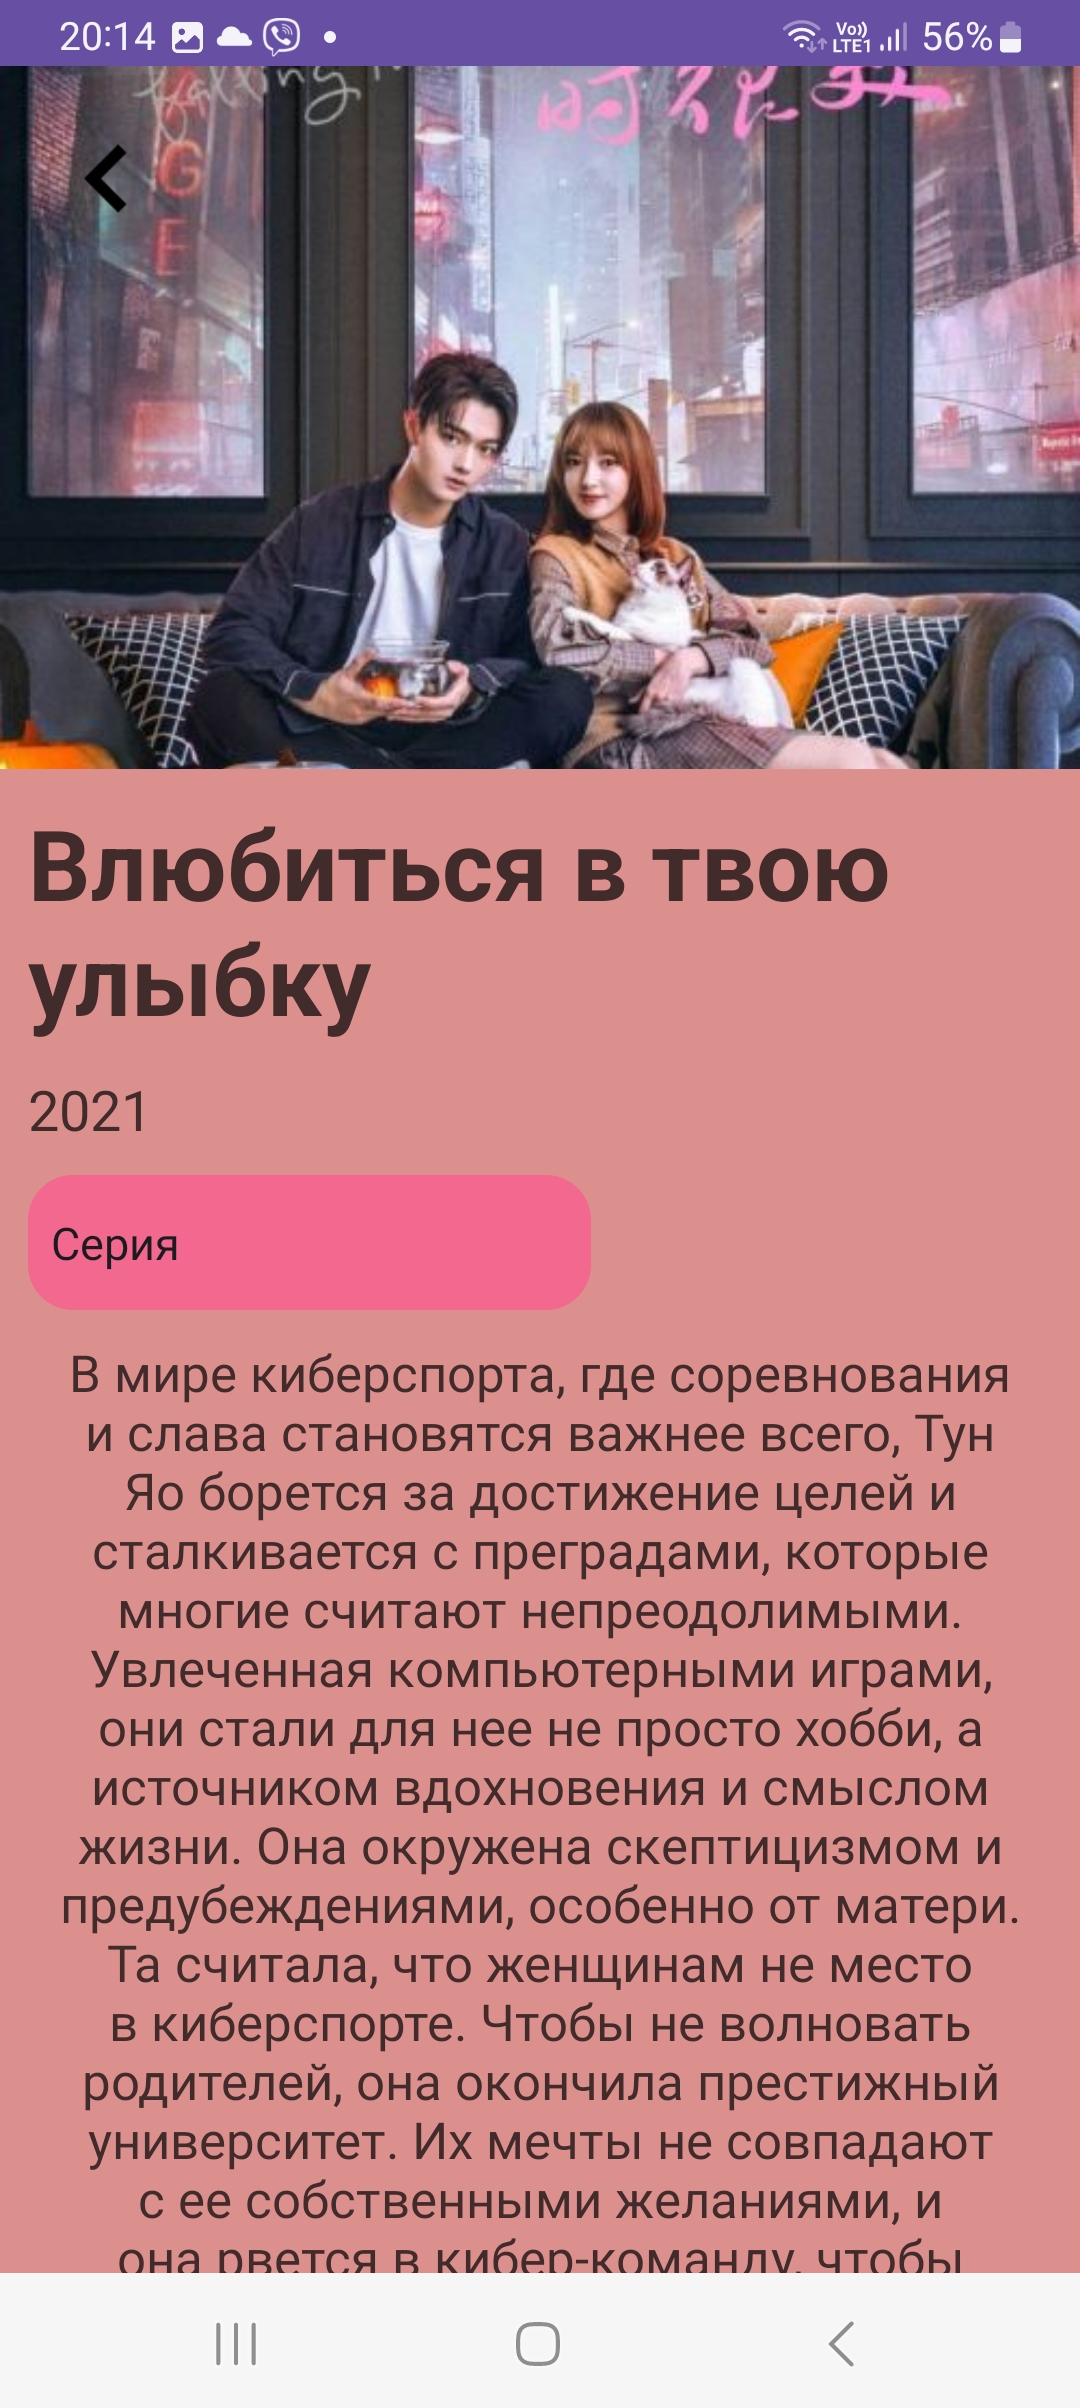 20:14
Vo))
LTE1
56%
falling
时很甜
G
E
Влюбиться в твою
улыбку
2021
Серия
В мире киберспорта, где соревнования
и слава становятся важнее всего, Тун
Яо борется за достижение целей и
сталкивается с преградами, которые
многие считают непреодолимыми.
Увлеченная компьютерными играми,
они стали для нее не просто хобби, а
источником вдохновения и смыслом
жизни. Она окружена скептицизмом и
предубеждениями, особенно от матери.
Та считала, что женщинам не место
в киберспорте. Чтобы не волновать
родителей, она окончила престижный
университет. Их мечты не совпадают
с ее собственными желаниями, и
она рвется в кибер-команду, чтобы